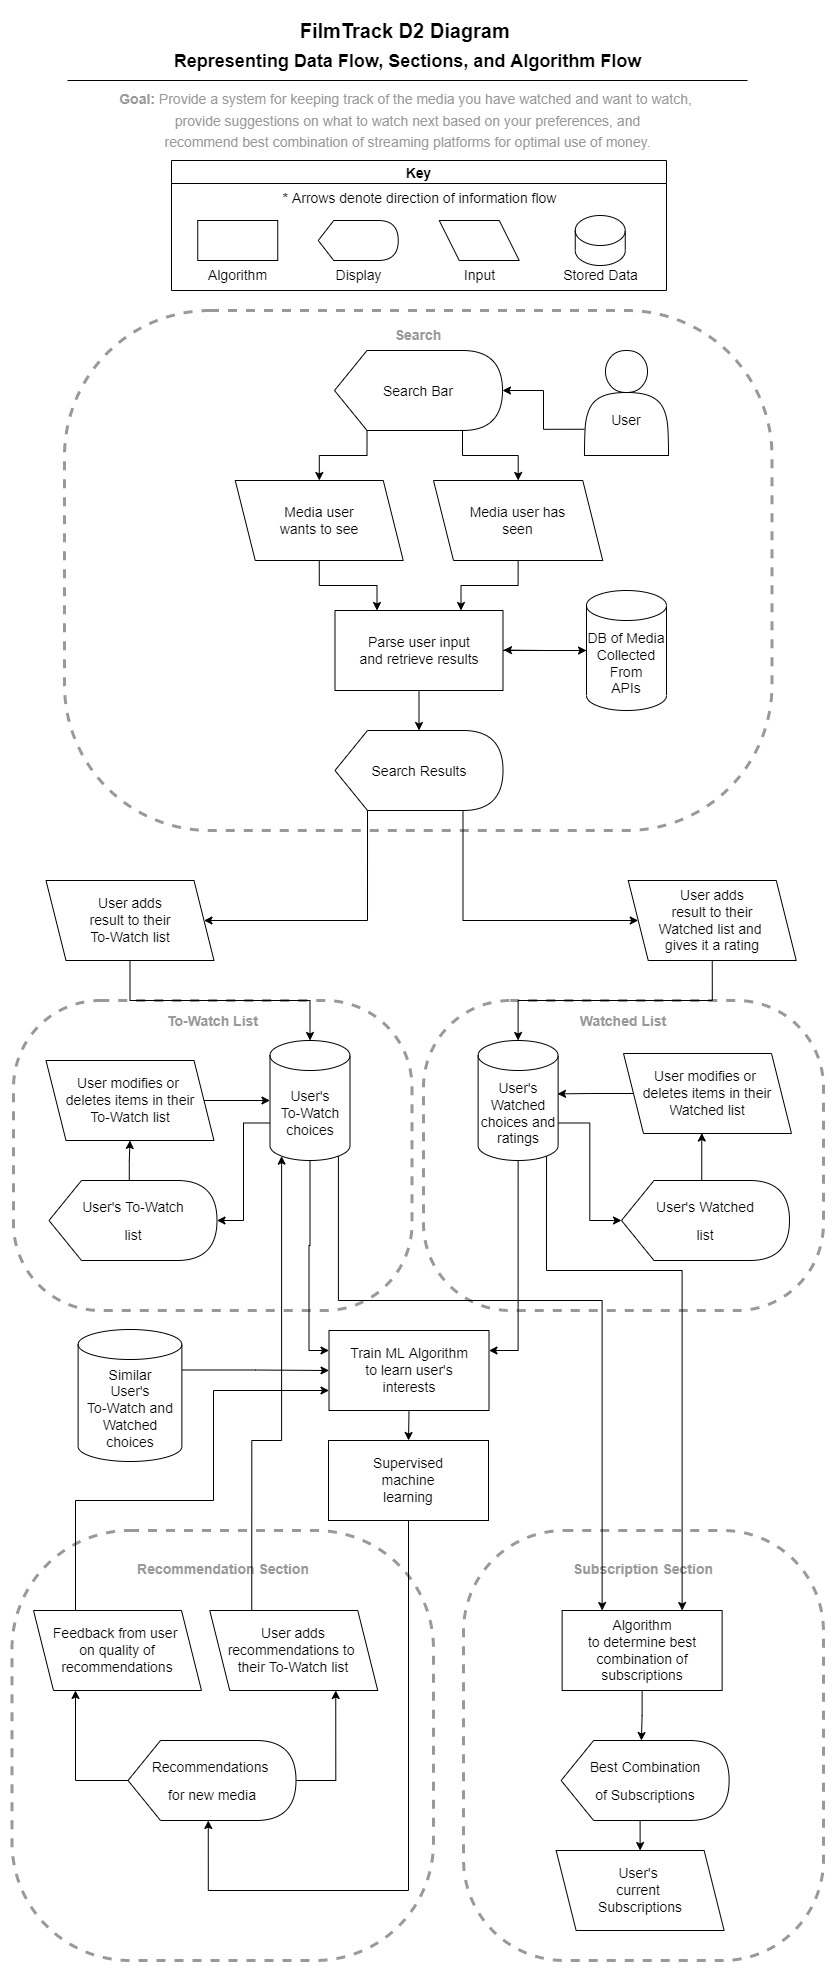 FilmTrack D2 Diagram
Representing Data Flow, Sections, and Algorithm Flow
Goal: Provide a system for keeping track of the media you have watched and want to watch,
provide suggestions on what to watch next based on your preferences, and
recommend best combination of streaming platforms for optimal use of money.
Key
* Arrows denote direction of information flow
Algorithm
Display
Input
Stored Data
Search
Search Bar
User
Media user
wants to see
Media user has
seen
Parse user input
and retrieve results
DB of Media
Collected
From
APIs
Search Results
User adds
result to their
To-Watch list
User adds
result to their
Watched list and
gives it a rating
To-Watch List
User modifies or
deletes items in their
To-Watch list
User's
To-Watch
choices
User's To-Watch
list
Watched List
User's
Watched
choices and
ratings
User modifies or
deletes items in their
Watched list
User's Watched
list
Similar
User's
To-Watch and
Watched
choices
Train ML Algorithm
to learn user's
interests
Supervised
machine
learning
Recommendation Section
Feedback from user
on quality of
recommendations
User adds
recommendations to
their To-Watch list
Recommendations
for new media
Subscription Section
Algorithm
to determine best
combination of
subscriptions
Best Combination
of Subscriptions
User's
current
Subscriptions